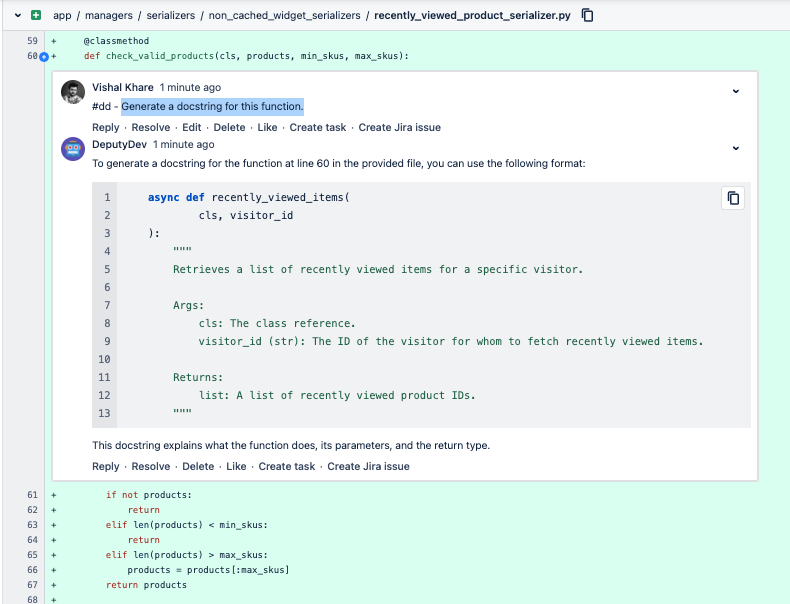 app / managers / serializers / non_cached_widget_serializers / recently_viewed_product_serializer.py
59 + @classmethod
60 + def check_valid_products(cls, products, min_skus, max_skus):
Vishal Khare 1 minute ago
#dd - Generate a docstring for this function.
Reply · Resolve · Edit · Delete · Like · Create task · Create Jira issue
DeputyDev 1 minute ago
To generate a docstring for the function at line 60 in the provided file, you can use the following format:
1 async def recently_viewed_items(
2 cls, visitor_id
3 ):
4 """
5 Retrieves a list of recently viewed items for a specific visitor.
6
7 Args:
8 cls: The class reference.
9 visitor_id (str): The ID of the visitor for whom to fetch recently viewed items.
10
11 Returns:
12 list: A list of recently viewed product IDs.
13 """
This docstring explains what the function does, its parameters, and the return type.
Reply · Resolve · Delete · Like · Create task · Create Jira issue
61 + if not products:
62 + return
63 + elif len(products) < min_skus:
64 + return
65 + elif len(products) > max_skus:
66 + products = products[:max_skus]
67 + return products
68 +